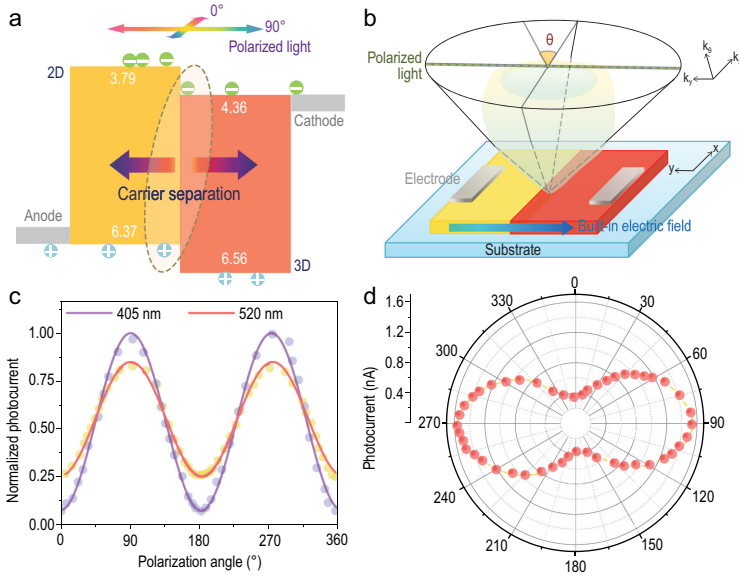 a
0°
90°
Polarized light
2D
3.79
4.36
Cathode
Carrier separation
Anode
6.37
6.56
3D
b
θ
Polarized
light
kθ
ky
Electrode
x
y
Built-in electric field
Substrate
c
405 nm
520 nm
1.00
0.75
0.50
0.25
0.00
Normalized photocurrent
0
90
180
270
360
Polarization angle (°)
d
1.6
1.2
0.8
0.4
Photocurrent (nA)
0
30
60
90
120
150
180
210
240
270
300
330